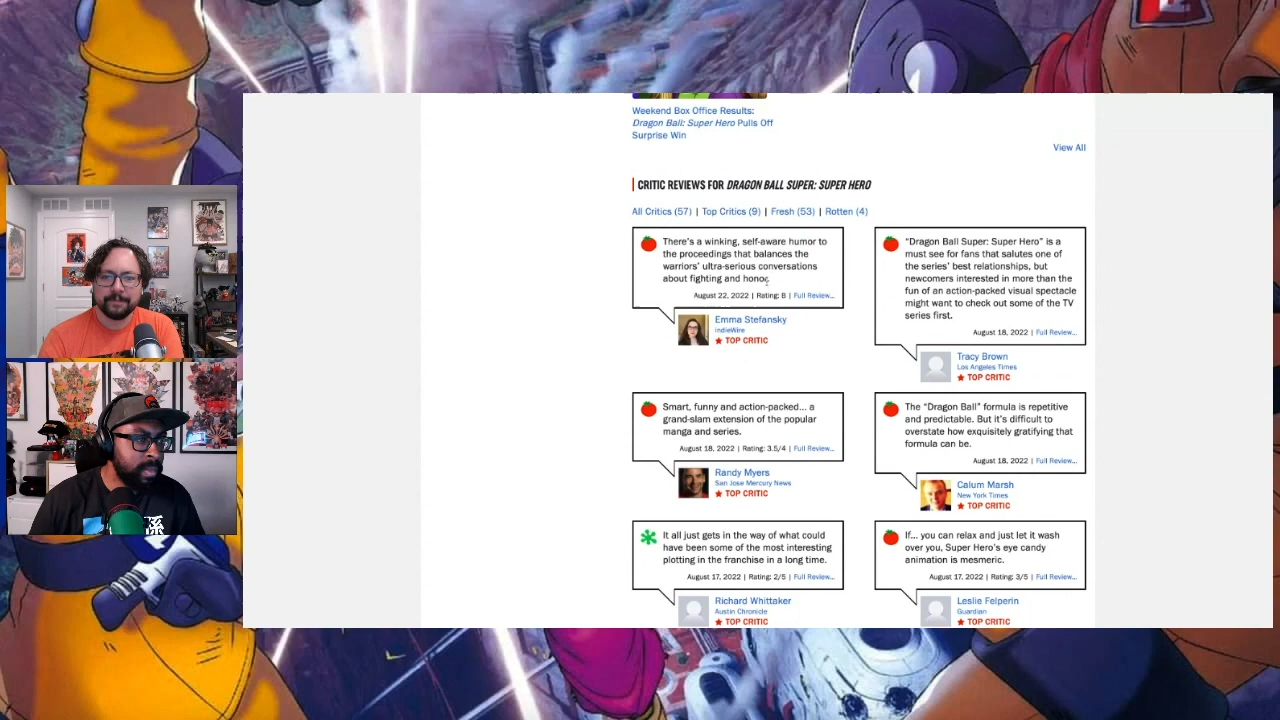 Weekend Box Office Results:
Dragon Ball: Super Hero Pulls Off
Surprise Win
View All
CRITIC REVIEWS FOR DRAGON BALL SUPER: SUPER HERO
All Critics (57) | Top Critics (9) | Fresh (53) | Rotten (4)
There's a winking, self-aware humor to
the proceedings that balances the
warriors' ultra-serious conversations
about fighting and honor.
August 22, 2022 | Rating: B | Full Review...
Emma Stefansky
indieWire
TOP CRITIC
"Dragon Ball Super: Super Hero" is a
must see for fans that salutes one of
the series' best relationships, but
newcomers interested in more than the
fun of an action-packed visual spectacle
might want to check out some of the TV
series first.
August 18, 2022 | Full Review...
Tracy Brown
Los Angeles Times
TOP CRITIC
Smart, funny and action-packed... a
grand-slam extension of the popular
manga and series.
August 18, 2022 | Rating: 3.5/4 | Full Review...
Randy Myers
San Jose Mercury News
TOP CRITIC
The "Dragon Ball" formula is repetitive
and predictable. But it's difficult to
overstate how exquisitely gratifying that
formula can be.
August 18, 2022 | Full Review...
Calum Marsh
New York Times
TOP CRITIC
It all just gets in the way of what could
have been some of the most interesting
plotting in the franchise in a long time.
August 17, 2022 | Rating: 2/5 | Full Review...
Richard Whittaker
Austin Chronicle
TOP CRITIC
If... you can relax and just let it wash
over you, Super Hero's eye candy
animation is mesmeric.
August 17, 2022 | Rating: 3/5 | Full Review...
Leslie Felperin
Guardian
TOP CRITIC